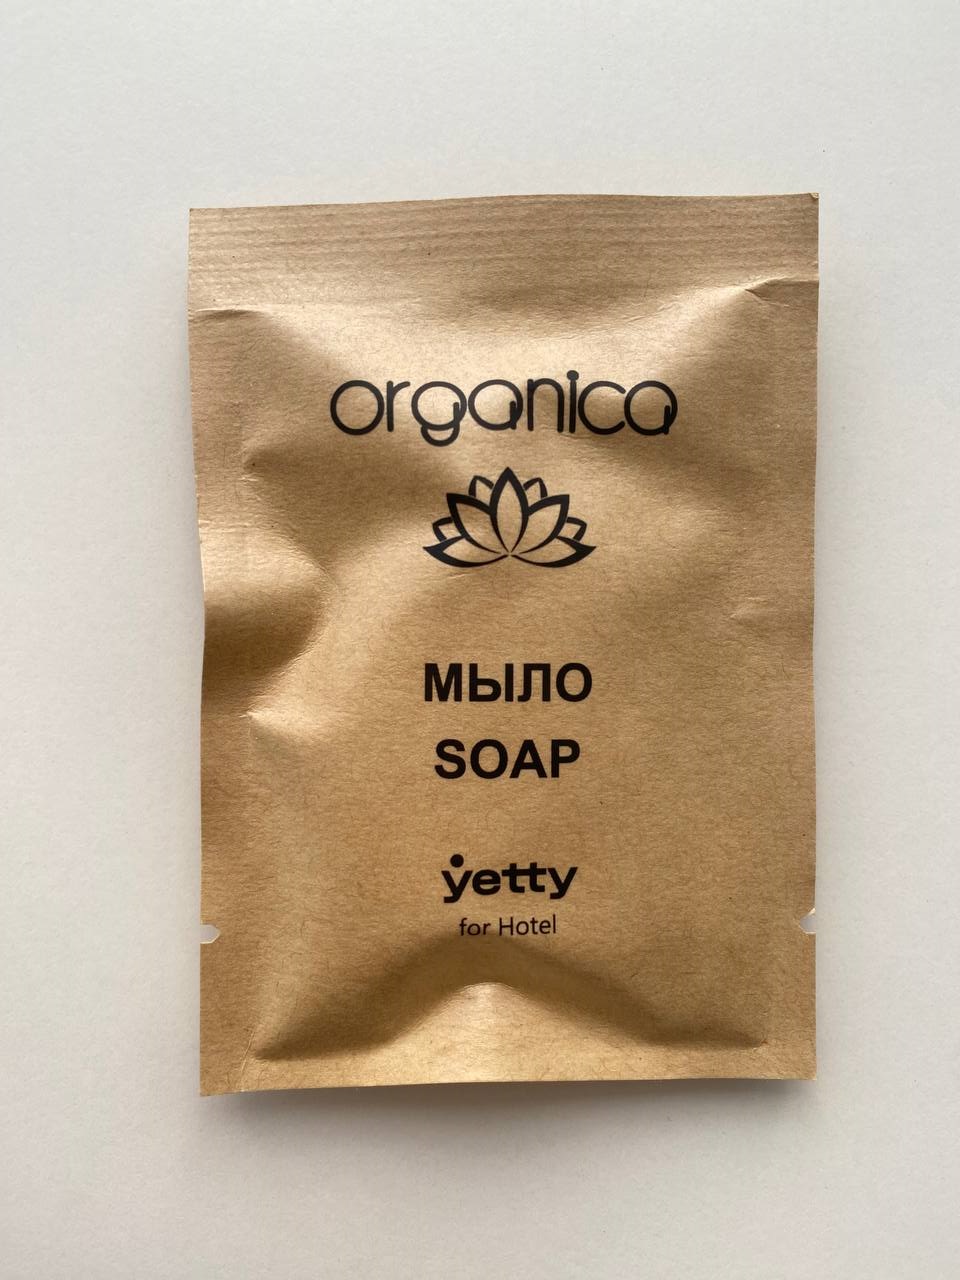 organica
МЫЛО
SOAP
yetty
for Hotel